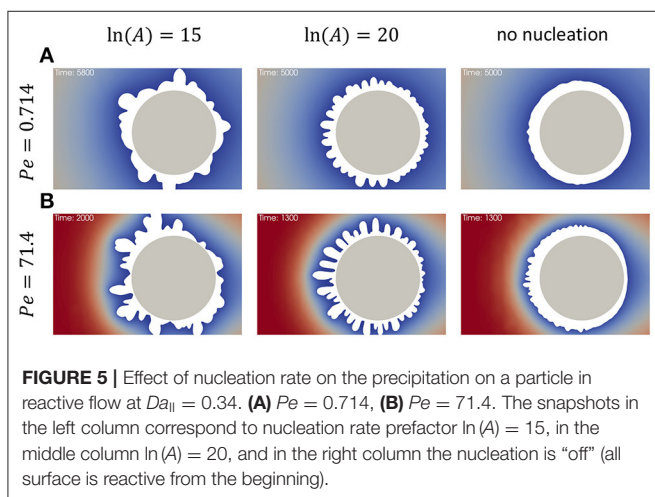 ln(A) = 15 ln(A) = 20 no nucleation
A
Pe = 0.714
Time: 5800 Time: 5000 Time: 5000
B
Pe = 71.4
Time: 2000 Time: 1300 Time: 1300
FIGURE 5 | Effect of nucleation rate on the precipitation on a particle in
reactive flow at Da_II = 0.34. (A) Pe = 0.714, (B) Pe = 71.4. The snapshots in
the left column correspond to nucleation rate prefactor ln(A) = 15, in the
middle column ln(A) = 20, and in the right column the nucleation is “off” (all
surface is reactive from the beginning).